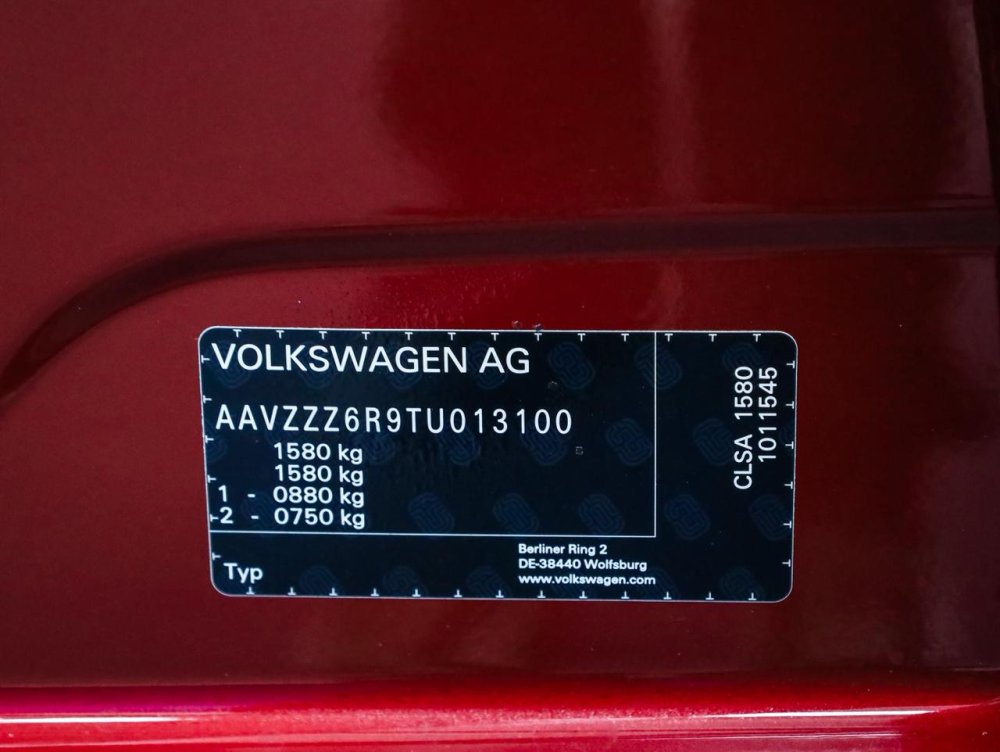 VOLKSWAGEN AG
AAVZZZ6R9TU013100
1580 kg
1580 kg
1 - 0880 kg
2 - 0750 kg
Typ
Berliner Ring 2
DE-38440 Wolfsburg
www.volkswagen.com
CLSA 1580
1011545